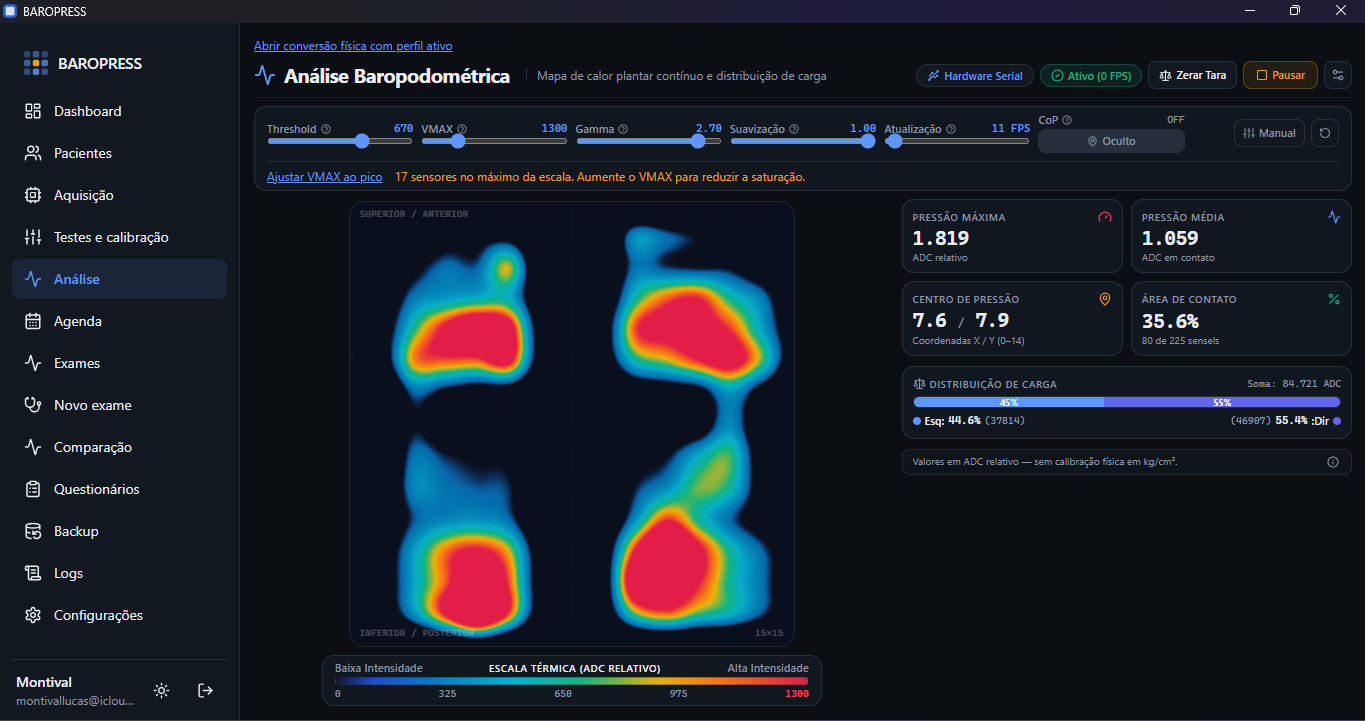 BAROPRESS
BAROPRESS
Dashboard
Pacientes
Aquisição
Testes e calibração
Análise
Agenda
Exames
Novo exame
Comparação
Questionários
Backup
Logs
Configurações
Montival
montivallucas@iclou...
Abrir conversão física com perfil ativo
Análise Baropodométrica
Mapa de calor plantar contínuo e distribuição de carga
Hardware Serial
Ativo (0 FPS)
Zerar Tara
Pausar
Threshold 670
VMAX 1300
Gamma 2.70
Suavização 1.00
Atualização 11 FPS
CoP OFF
Oculto
Manual
Ajustar VMAX ao pico
17 sensores no máximo da escala. Aumente o VMAX para reduzir a saturação.
SUPERIOR / ANTERIOR
INFERIOR / POSTERIOR
15×15
Baixa Intensidade
ESCALA TÉRMICA (ADC RELATIVO)
Alta Intensidade
0 325 650 975 1300
PRESSÃO MÁXIMA
1.819
ADC relativo
PRESSÃO MÉDIA
1.059
ADC em contato
CENTRO DE PRESSÃO
7.6 / 7.9
Coordenadas X / Y (0–14)
ÁREA DE CONTATO
35.6%
80 de 225 sensels
DISTRIBUIÇÃO DE CARGA
Soma: 84.721 ADC
45% 55%
Esq: 44.6% (37814)
(46907) 55.4% :Dir
Valores em ADC relativo — sem calibração física em kg/cm².